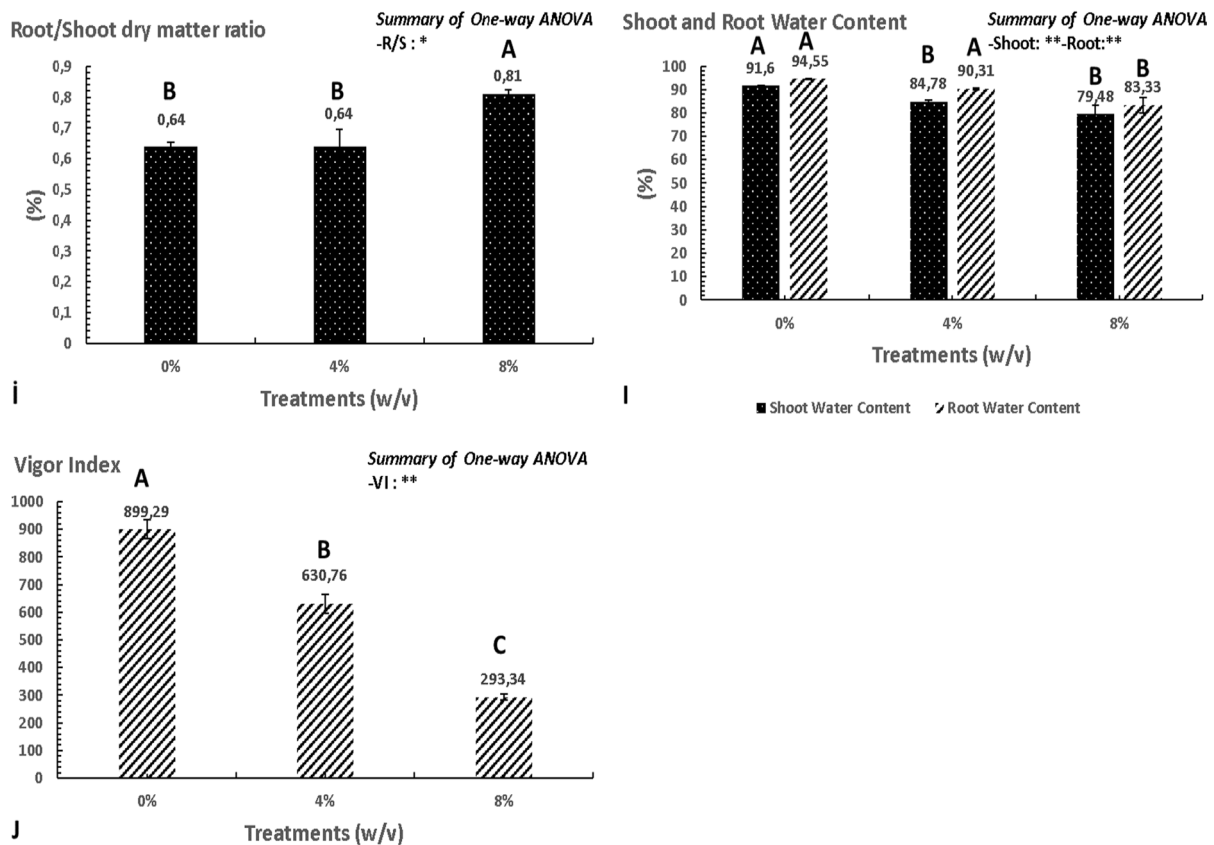 Root/Shoot dry matter ratio
Summary of One-way ANOVA
-R/S : *
0,9
0,8
0,7
0,6
0,5
0,4
0,3
0,2
0,1
0
(%)
B
0,64
B
0,64
A
0,81
0%
4%
8%
Treatments (w/v)
İ
Shoot and Root Water Content
Summary of One-way ANOVA
-Shoot: **-Root:**
100
90
80
70
60
50
40
30
20
10
0
(%)
A
91,6
A
94,55
B
84,78
A
90,31
B
79,48
B
83,33
0%
4%
8%
Treatments (w/v)
Shoot Water Content
Root Water Content
I
Vigor Index
Summary of One-way ANOVA
-VI : **
1000
900
800
700
600
500
400
300
200
100
0
A
899,29
B
630,76
C
293,34
0%
4%
8%
Treatments (w/v)
J